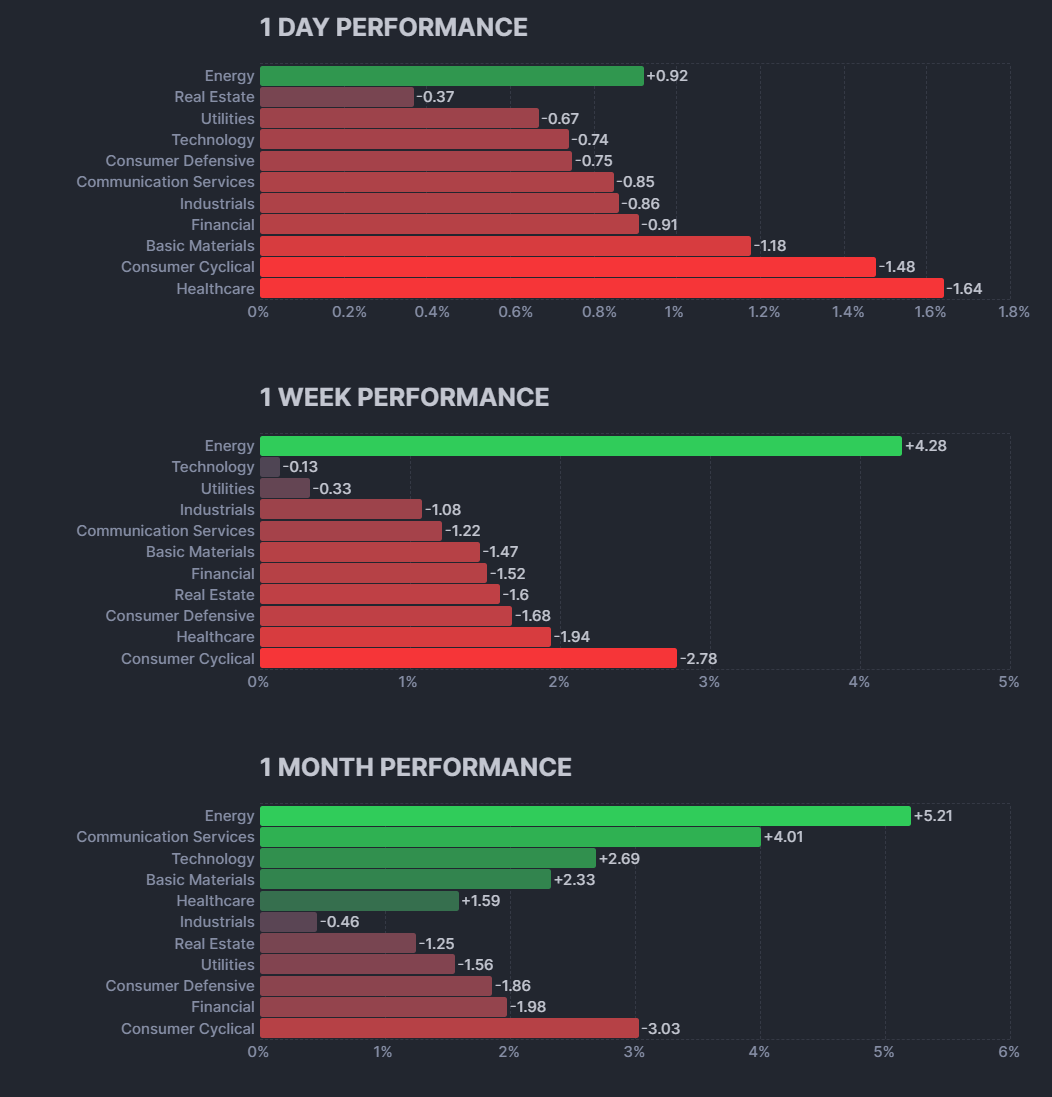 1 DAY PERFORMANCE
Energy +0.92
Real Estate -0.37
Utilities -0.67
Technology -0.74
Consumer Defensive -0.75
Communication Services -0.85
Industrials -0.86
Financial -0.91
Basic Materials -1.18
Consumer Cyclical -1.48
Healthcare -1.64
0% 0.2% 0.4% 0.6% 0.8% 1% 1.2% 1.4% 1.6% 1.8%
1 WEEK PERFORMANCE
Energy +4.28
Technology -0.13
Utilities -0.33
Industrials -1.08
Communication Services -1.22
Basic Materials -1.47
Financial -1.52
Real Estate -1.6
Consumer Defensive -1.68
Healthcare -1.94
Consumer Cyclical -2.78
0% 1% 2% 3% 4% 5%
1 MONTH PERFORMANCE
Energy +5.21
Communication Services +4.01
Technology +2.69
Basic Materials +2.33
Healthcare +1.59
Industrials -0.46
Real Estate -1.25
Utilities -1.56
Consumer Defensive -1.86
Financial -1.98
Consumer Cyclical -3.03
0% 1% 2% 3% 4% 5% 6%